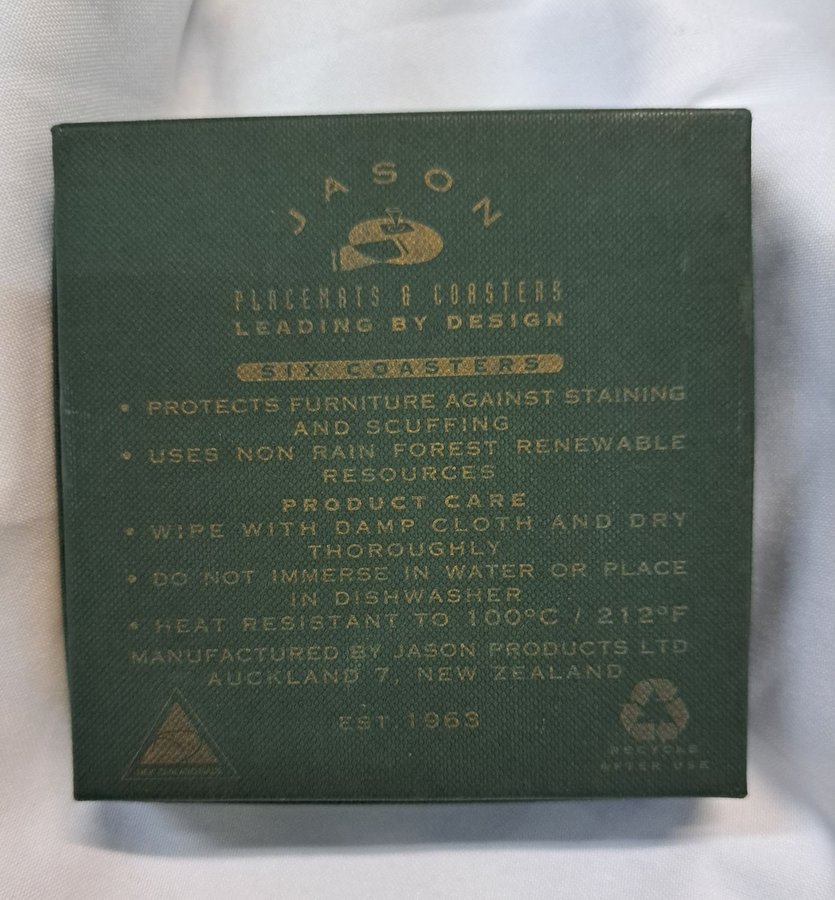 JASON
PLACEMATS & COASTERS
LEADING BY DESIGN
SIX COASTERS
• PROTECTS FURNITURE AGAINST STAINING
AND SCUFFING
• USES NON RAIN FOREST RENEWABLE
RESOURCES
PRODUCT CARE
• WIPE WITH DAMP CLOTH AND DRY
THOROUGHLY
• DO NOT IMMERSE IN WATER OR PLACE
IN DISHWASHER
• HEAT RESISTANT TO 100°C / 212°F
MANUFACTURED BY JASON PRODUCTS LTD
AUCKLAND 7, NEW ZEALAND
EST 1963
RECYCLE
AFTER USE